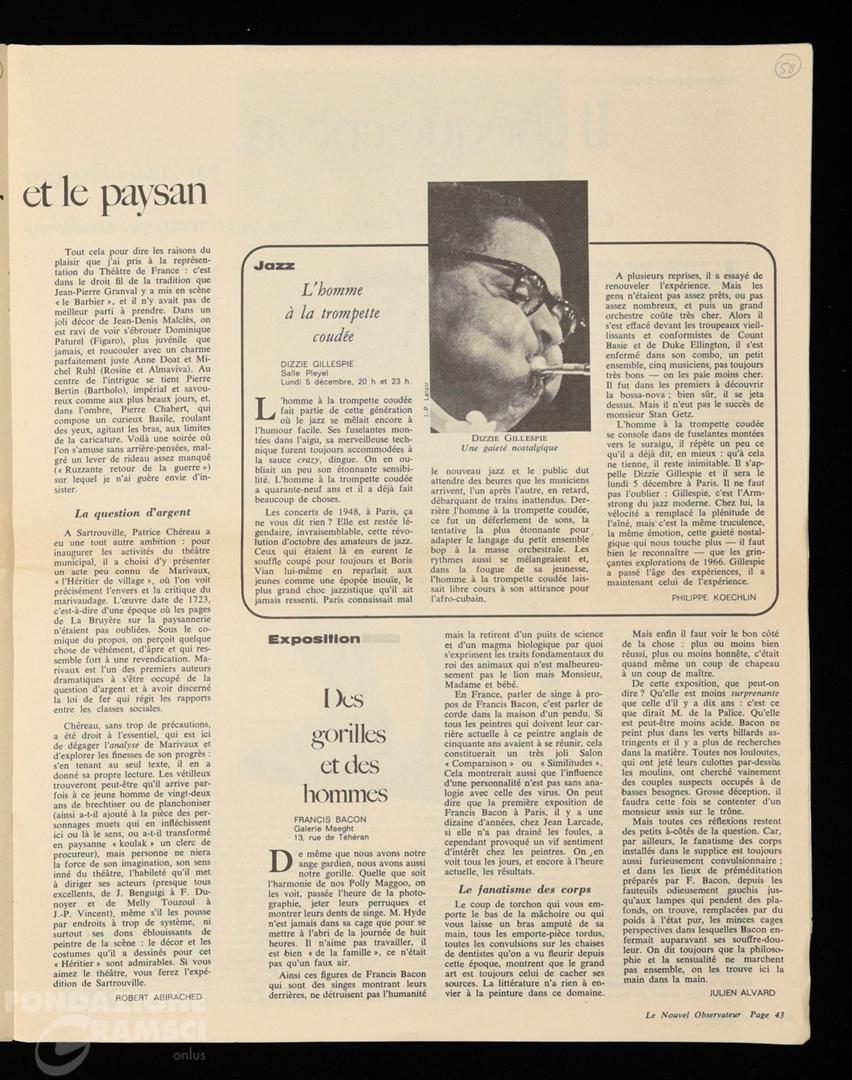 58
et le paysan
Tout cela pour dire les raisons du
plaisir que j'ai pris à la représen-
tation du Théâtre de France : c'est
dans le droit fil de la tradition que
Jean-Pierre Granval y a mis en scène
« le Barbier », et il n'y avait pas de
meilleur parti à prendre. Dans un
joli décor de Jean-Denis Malclès, on
est ravi de voir s'ébrouer Dominique
Paturel (Figaro), plus juvénile que
jamais, et roucouler avec un charme
parfaitement juste Anne Doat et Mi-
chel Ruhl (Rosine et Almaviva). Au
centre de l'intrigue se tient Pierre
Bertin (Bartholo), impérial et savou-
reux comme aux plus beaux jours, et,
dans l'ombre, Pierre Chabert, qui
compose un curieux Basile, roulant
des yeux, agitant les bras, aux limites
de la caricature. Voilà une soirée où
l'on s'amuse sans arrière-pensées, mal-
gré un lever de rideau assez manqué
(« Ruzzante retour de la guerre »)
sur lequel je n'ai guère envie d'in-
sister.
La question d'argent
A Sartrouville, Patrice Chéreau a
eu une tout autre ambition : pour
inaugurer les activités du théâtre
municipal, il a choisi d'y présenter
un acte peu connu de Marivaux,
« l'Héritier de village », où l'on voit
précisément l'envers et la critique du
marivaudage. L'œuvre date de 1723,
c'est-à-dire d'une époque où les pages
de La Bruyère sur la paysannerie
n'étaient pas oubliées. Sous le co-
mique du propos, on perçoit quelque
chose de véhément, d'âpre et qui res-
semble fort à une revendication. Ma-
rivaux est l'un des premiers auteurs
dramatiques à s'être occupé de la
question d'argent et à avoir discerné
la loi de fer qui régit les rapports
entre les classes sociales.
Chéreau, sans trop de précautions,
a été droit à l'essentiel, qui est ici
de dégager l'analyse de Marivaux et
d'explorer les finesses de son progrès :
s'en tenant au seul texte, il en a
donné sa propre lecture. Les vétilleux
trouveront peut-être qu'il arrive par-
fois à ce jeune homme de vingt-deux
ans de brechtiser ou de planchoniser
(ainsi a-t-il ajouté à la pièce des per-
sonnages muets qui en infléchissent
ici ou là le sens, ou a-t-il transformé
en paysanne « koulak » un clerc de
procureur), mais personne ne niera
la force de son imagination, son sens
inné du théâtre, l'habileté qu'il met
à diriger ses acteurs (presque tous
excellents, de J. Benguigi à F. Du-
noyer et de Melly Touzoul à
J.-P. Vincent), même s'il les pousse
par endroits à trop de système, ni
surtout ses dons éblouissants de
peintre de la scène : le décor et les
costumes qu'il a dessinés pour cet
« Héritier » sont admirables. Si vous
aimez le théâtre, vous ferez l'expé-
dition de Sartrouville.
ROBERT ABIRACHED
Jazz
L'homme
à la trompette
coudée
DIZZIE GILLESPIE
Salle Pleyel
Lundi 5 décembre, 20 h et 23 h.
L'homme à la trompette coudée
fait partie de cette génération
où le jazz se mêlait encore à
l'humour facile. Ses fuselantes mon-
tées dans l'aigu, sa merveilleuse tech-
nique furent toujours accommodées à
la sauce crazy, dingue. On en ou-
bliait un peu son étonnante sensibi-
lité. L'homme à la trompette coudée
a quarante-neuf ans et il a déjà fait
beaucoup de choses.
Les concerts de 1948, à Paris, ça
ne vous dit rien ? Elle est restée lé-
gendaire, invraisemblable, cette révo-
lution d'octobre des amateurs de jazz.
Ceux qui étaient là en eurent le
souffle coupé pour toujours et Boris
Vian lui-même en reparlait aux
jeunes comme une épopée inouïe, le
plus grand choc jazzistique qu'il ait
jamais ressenti. Paris connaissait mal
J.-P. Leloir
DIZZIE GILLESPIE
Une gaieté nostalgique
le nouveau jazz et le public dut
attendre des heures que les musiciens
arrivent, l'un après l'autre, en retard,
débarquant de trains inattendus. Der-
rière l'homme à la trompette coudée,
ce fut un déferlement de sons, la
tentative la plus étonnante pour
adapter le langage du petit ensemble
bop à la masse orchestrale. Les
rythmes aussi se mélangeaient et,
dans la fougue de sa jeunesse,
l'homme à la trompette coudée lais-
sait libre cours à son attirance pour
l'afro-cubain.
A plusieurs reprises, il a essayé de
renouveler l'expérience. Mais les
gens n'étaient pas assez prêts, ou pas
assez nombreux, et puis un grand
orchestre coûte très cher. Alors il
s'est effacé devant les troupeaux vieil-
lissants et conformistes de Count
Basie et de Duke Ellington, il s'est
enfermé dans son combo, un petit
ensemble, cinq musiciens, pas toujours
très bons — on les paie moins cher.
Il fut dans les premiers à découvrir
la bossa-nova ; bien sûr, il se jeta
dessus. Mais il n'eut pas le succès de
monsieur Stan Getz.
L'homme à la trompette coudée
se console dans de fuselantes montées
vers le suraigu, il répète un peu ce
qu'il a déjà dit, en mieux : qu'à cela
ne tienne, il reste inimitable. Il s'ap-
pelle Dizzie Gillespie et il sera le
lundi 5 décembre à Paris. Il ne faut
pas l'oublier : Gillespie, c'est l'Arm-
strong du jazz moderne. Chez lui, la
vélocité a remplacé la plénitude de
l'aîné, mais c'est la même truculence,
la même émotion, cette gaieté nostal-
gique qui nous touche plus — il faut
bien le reconnaître — que les grin-
çantes explorations de 1966. Gillespie
a passé l'âge des expériences, il a
maintenant celui de l'expérience.
PHILIPPE KOECHLIN
Exposition
Des
gorilles
et des
hommes
FRANCIS BACON
Galerie Maeght
13, rue de Téhéran
De même que nous avons notre
ange gardien, nous avons aussi
notre gorille. Quelle que soit
l'harmonie de nos Polly Maggoo, on
les voit, passée l'heure de la photo-
graphie, jeter leurs perruques et
montrer leurs dents de singe. M. Hyde
n'est jamais dans sa cage que pour se
mettre à l'abri de la journée de huit
heures. Il n'aime pas travailler, il
est bien « de la famille », ce n'était
pas qu'un faux air.
Ainsi ces figures de Francis Bacon
qui sont des singes montrant leurs
derrières, ne détruisent pas l'humanité
mais la retirent d'un puits de science
et d'un magma biologique par quoi
s'expriment les traits fondamentaux du
roi des animaux qui n'est malheureu-
sement pas le lion mais Monsieur,
Madame et bébé.
En France, parler de singe à pro-
pos de Francis Bacon, c'est parler de
corde dans la maison d'un pendu. Si
tous les peintres qui doivent leur car-
rière actuelle à ce peintre anglais de
cinquante ans avaient à se réunir, cela
constituerait un très joli Salon
« Comparaison » ou « Similitudes ».
Cela montrerait aussi que l'influence
d'une personnalité n'est pas sans ana-
logie avec celle des virus. On peut
dire que la première exposition de
Francis Bacon à Paris, il y a une
dizaine d'années, chez Jean Larcade,
si elle n'a pas drainé les foules, a
cependant provoqué un vif sentiment
d'intérêt chez les peintres. On en
voit tous les jours, et encore à l'heure
actuelle, les résultats.
Le fanatisme des corps
Le coup de torchon qui vous em-
porte le bas de la mâchoire ou qui
vous laisse un bras amputé de sa
main, tous les emporte-pièce tordus,
toutes les convulsions sur les chaises
de dentistes qu'on a vu fleurir depuis
cette époque, montrent que le grand
art est toujours celui de cacher ses
sources. La littérature n'a rien à en-
vier à la peinture dans ce domaine.
Mais enfin il faut voir le bon côté
de la chose : plus ou moins bien
réussi, plus ou moins honnête, c'était
quand même un coup de chapeau
à un coup de maître.
De cette exposition, que peut-on
dire ? Qu'elle est moins surprenante
que celle d'il y a dix ans : c'est ce
que dirait M. de la Palice. Qu'elle
est peut-être moins acide. Bacon ne
peint plus dans les verts billards as-
tringents et il y a plus de recherches
dans la matière. Toutes nos louloutes,
qui ont jeté leurs culottes par-dessus
les moulins, ont cherché vainement
des couples suspects occupés à de
basses besognes. Grosse déception, il
faudra cette fois se contenter d'un
monsieur assis sur le trône.
Mais toutes ces réflexions restent
des petits à-côtés de la question. Car,
par ailleurs, le fanatisme des corps
installés dans le supplice est toujours
aussi furieusement convulsionnaire ;
et dans les lieux de préméditation
préparés par F. Bacon, depuis les
fauteuils odieusement gauchis jus-
qu'aux lampes qui pendent des pla-
fonds, on trouve, remplacées par du
poids à l'état pur, les minces cages
perspectives dans lesquelles Bacon en-
fermait auparavant ses souffre-dou-
leur. On dit toujours que la philoso-
phie et la sensualité ne marchent
pas ensemble, on les trouve ici la
main dans la main.
JULIEN ALVARD
Le Nouvel Observateur Page 43
FONDAZIONE
GRAMSCI
onlus